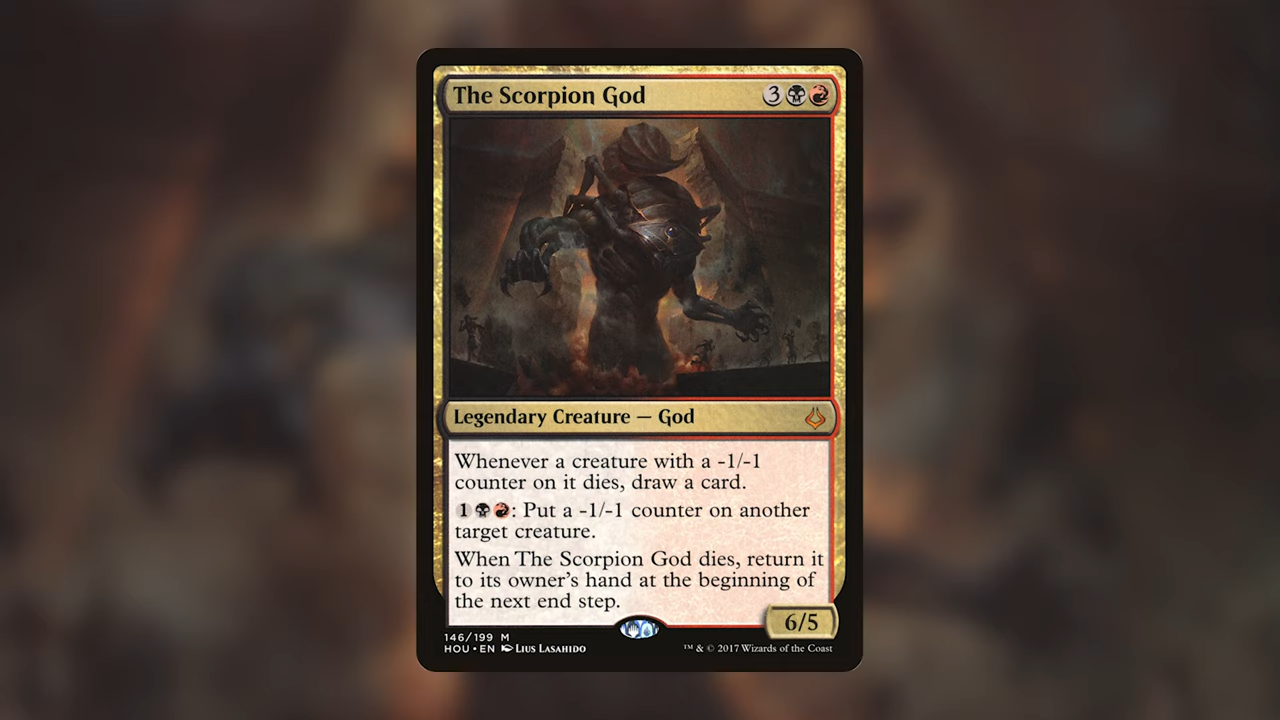 The Scorpion God 3
Legendary Creature — God
Whenever a creature with a -1/-1
counter on it dies, draw a card.
1 : Put a -1/-1 counter on another
target creature.
When The Scorpion God dies, return it
to its owner's hand at the beginning of
the next end step.
6/5
146/199 M
HOU • EN Lius Lasahido
™ & © 2017 Wizards of the Coast